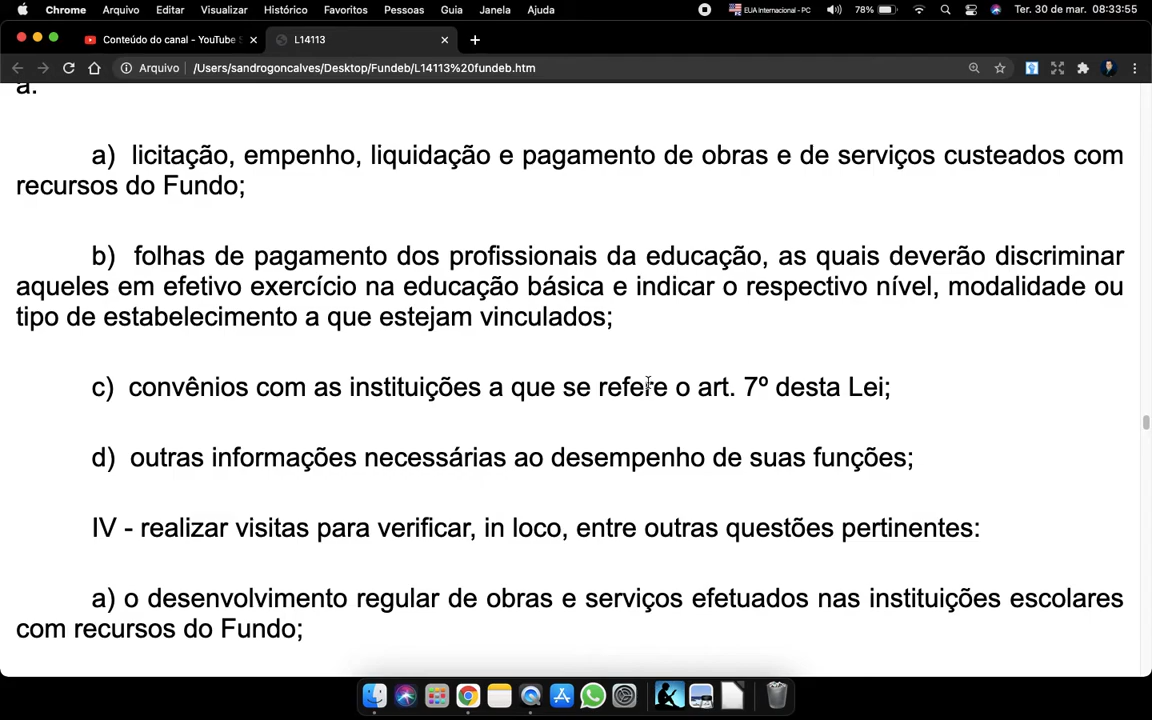 Chrome Arquivo Editar Visualizar Histórico Favoritos Pessoas Guia Janela Ajuda EUA Internacional - PC 78% Ter. 30 de mar. 08:33:55
Conteúdo do canal - YouTube L14113
Arquivo /Users/sandrogoncalves/Desktop/Fundeb/L14113%20fundeb.htm
a:
a) licitação, empenho, liquidação e pagamento de obras e de serviços custeados com
recursos do Fundo;
b) folhas de pagamento dos profissionais da educação, as quais deverão discriminar
aqueles em efetivo exercício na educação básica e indicar o respectivo nível, modalidade ou
tipo de estabelecimento a que estejam vinculados;
c) convênios com as instituições a que se refere o art. 7º desta Lei;
d) outras informações necessárias ao desempenho de suas funções;
IV - realizar visitas para verificar, in loco, entre outras questões pertinentes:
a) o desenvolvimento regular de obras e serviços efetuados nas instituições escolares
com recursos do Fundo;